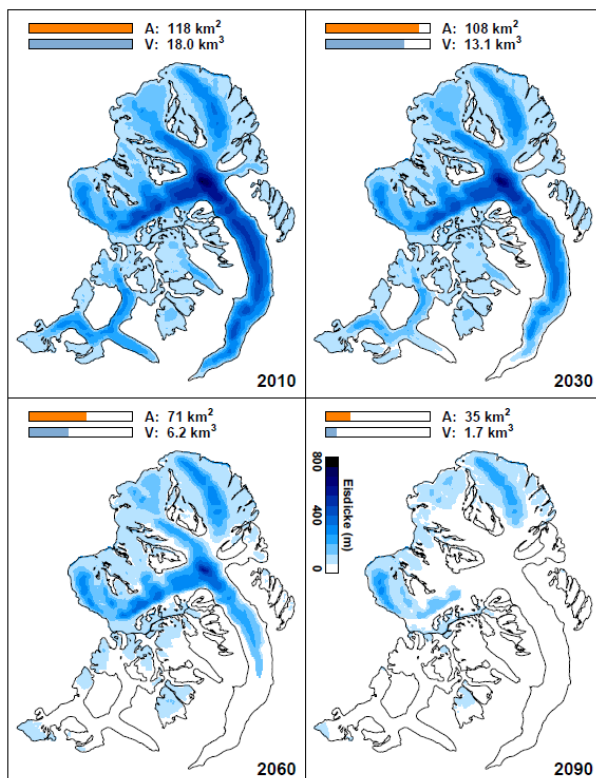 A: 118 km²
V: 18.0 km³
2010
A: 108 km²
V: 13.1 km³
2030
A: 71 km²
V: 6.2 km³
2060
A: 35 km²
V: 1.7 km³
800
400
0
Eisdicke (m)
2090